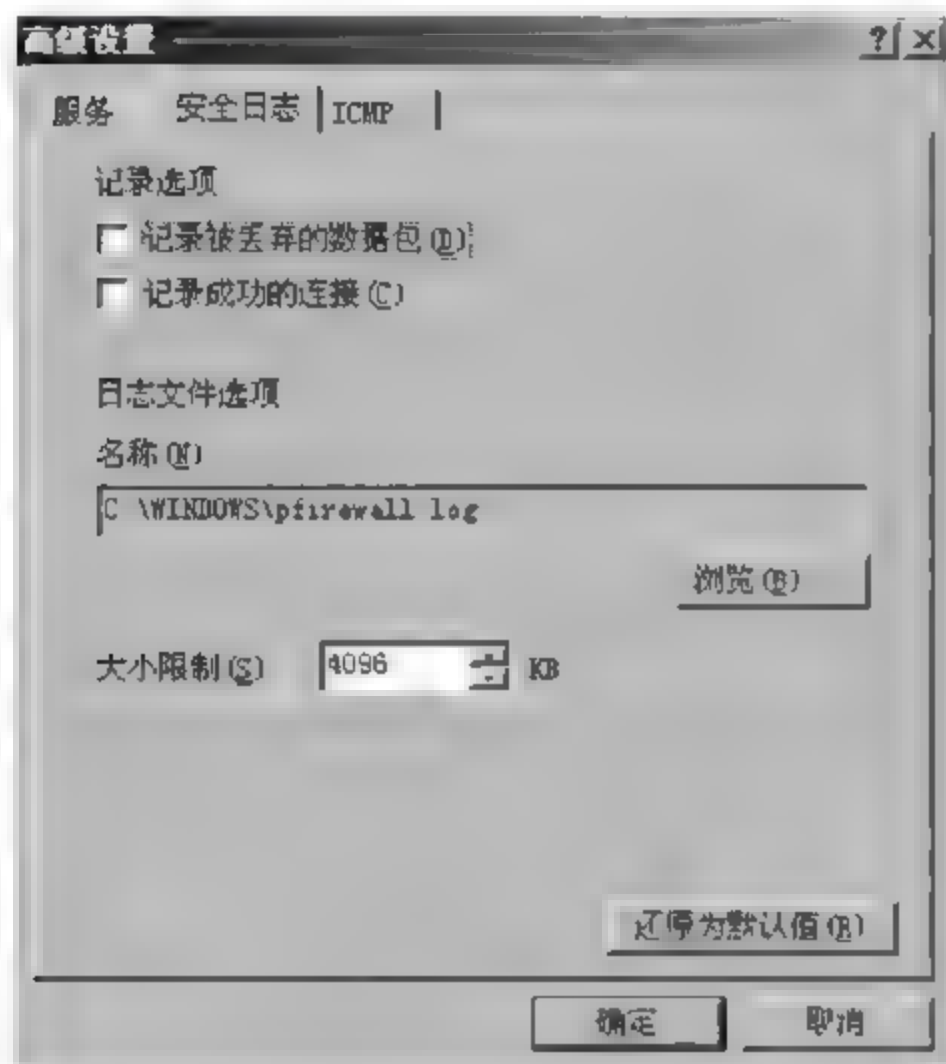 高级设置
服务 安全日志 ICMP
记录选项
记录被丢弃的数据包(D)
记录成功的连接(C)
日志文件选项
名称(N)
C \WINDOWS\pfirewall log
浏览(B)
大小限制(S) 4096 KB
还原为默认值(R)
确定 取消